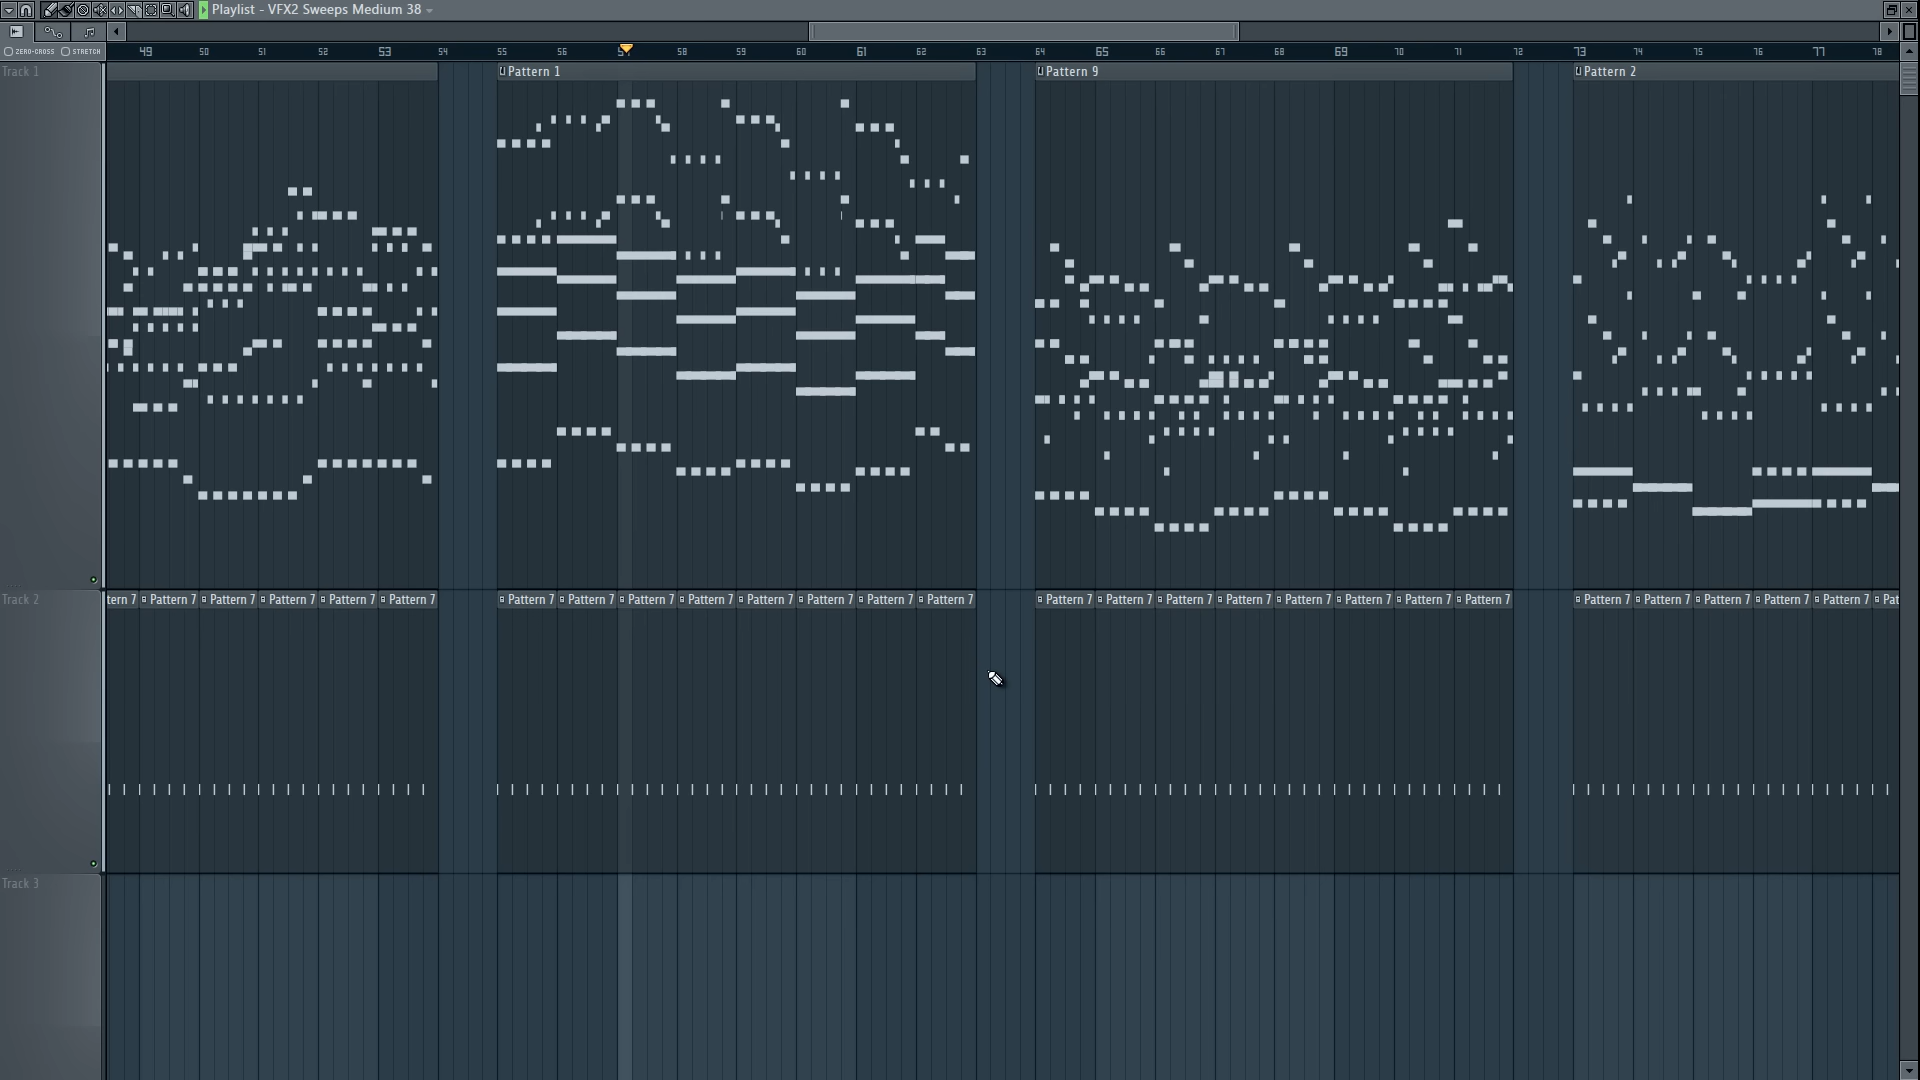 Playlist - VFX2 Sweeps Medium 38
ZERO-CROSS STRETCH
49 50 51 52 53 54 55 56 57 58 59 60 61 62 63 64 65 66 67 68 69 70 71 72 73 74 75 76 77 78
Track 1
Pattern 1 Pattern 9 Pattern 2
Track 2
tern 7 Pattern 7 Pattern 7 Pattern 7 Pattern 7 Pattern 7 Pattern 7 Pattern 7 Pattern 7 Pattern 7 Pattern 7 Pattern 7 Pattern 7 Pattern 7 Pattern 7 Pattern 7 Pattern 7 Pattern 7 Pattern 7 Pattern 7 Pattern 7 Pattern 7 Pattern 7 Pattern 7 Pattern 7 Pattern 7 Pattern 7 Pat
Track 3